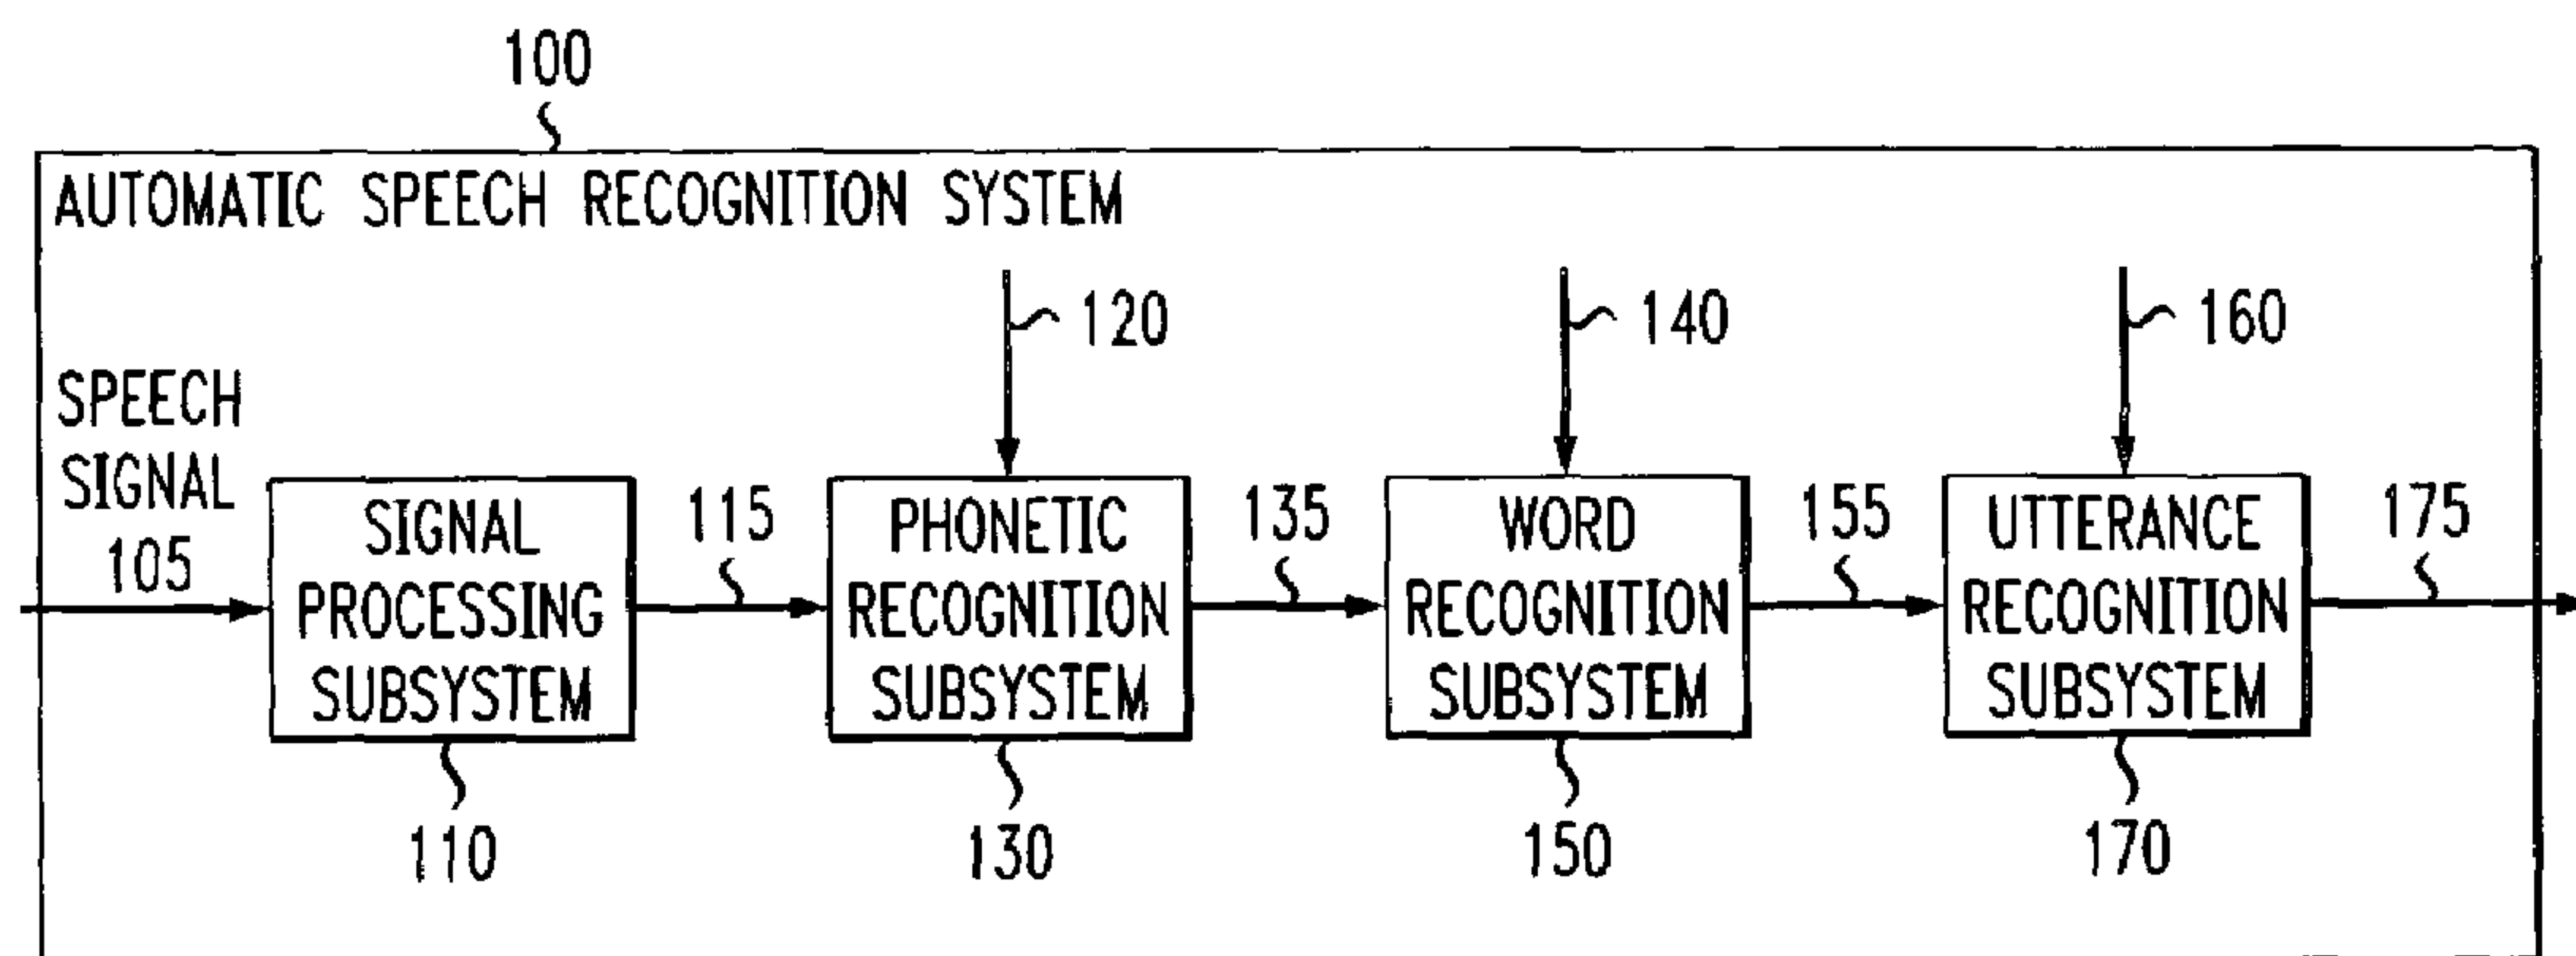 100
AUTOMATIC SPEECH RECOGNITION SYSTEM
120
140
160
SPEECH
SIGNAL
105
SIGNAL
PROCESSING
SUBSYSTEM
115
PHONETIC
RECOGNITION
SUBSYSTEM
135
WORD
RECOGNITION
SUBSYSTEM
155
UTTERANCE
RECOGNITION
SUBSYSTEM
175
110
130
150
170